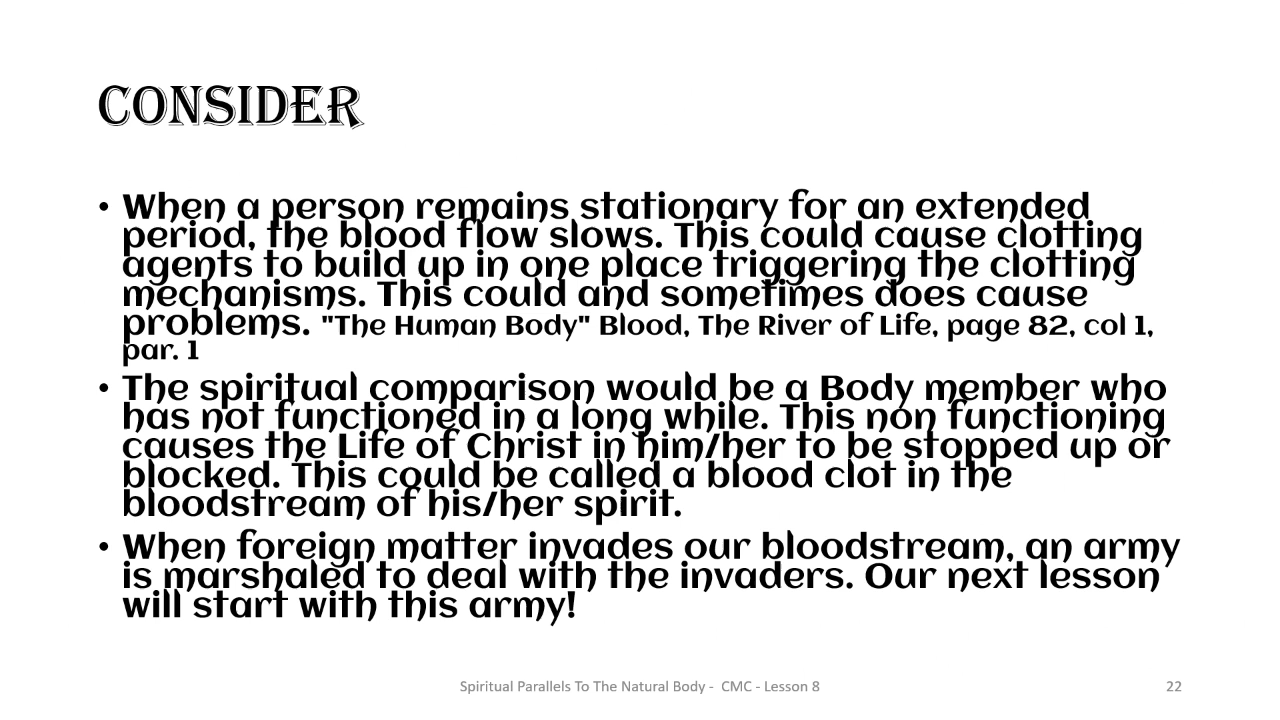 CONSIDER
• When a person remains stationary for an extended
period, the blood flow slows. This could cause clotting
agents to build up in one place triggering the clotting
mechanisms. This could and sometimes does cause
problems. "The Human Body" Blood, The River of Life, page 82, col 1,
par. 1
• The spiritual comparison would be a Body member who
has not functioned in a long while. This non functioning
causes the Life of Christ in him/her to be stopped up or
blocked. This could be called a blood clot in the
bloodstream of his/her spirit.
• When foreign matter invades our bloodstream, an army
is marshaled to deal with the invaders. Our next lesson
will start with this army!
Spiritual Parallels To The Natural Body - CMC - Lesson 8
22